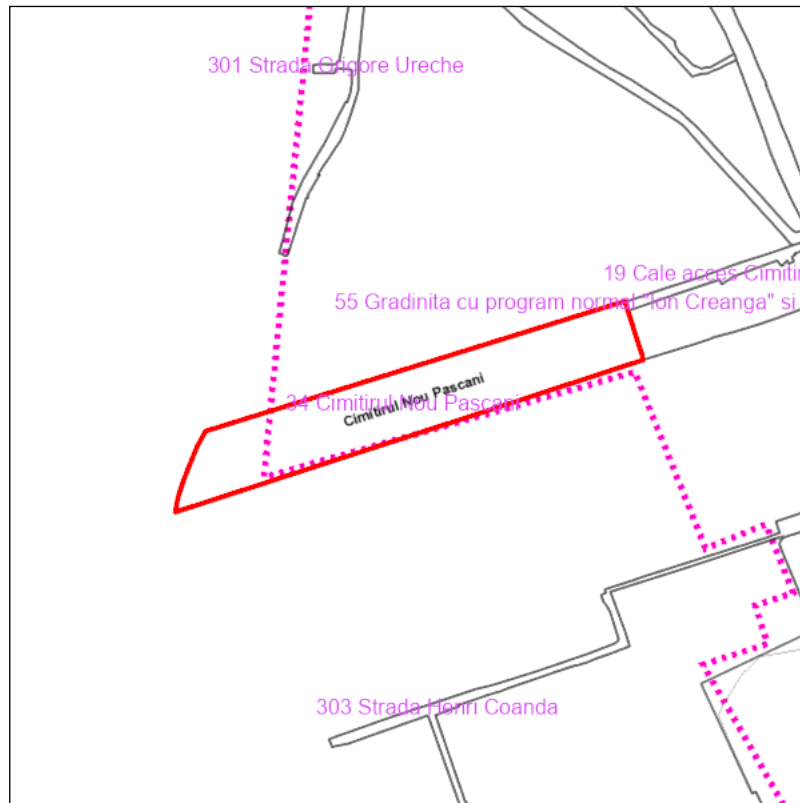 301 Strada Grigore Ureche
19 Cale acces Cimitir
55 Gradinita cu program normal "Ion Creanga" si
34 Cimitirul Nou Pascani
Cimitirul Nou Pascani
303 Strada Henri Coanda